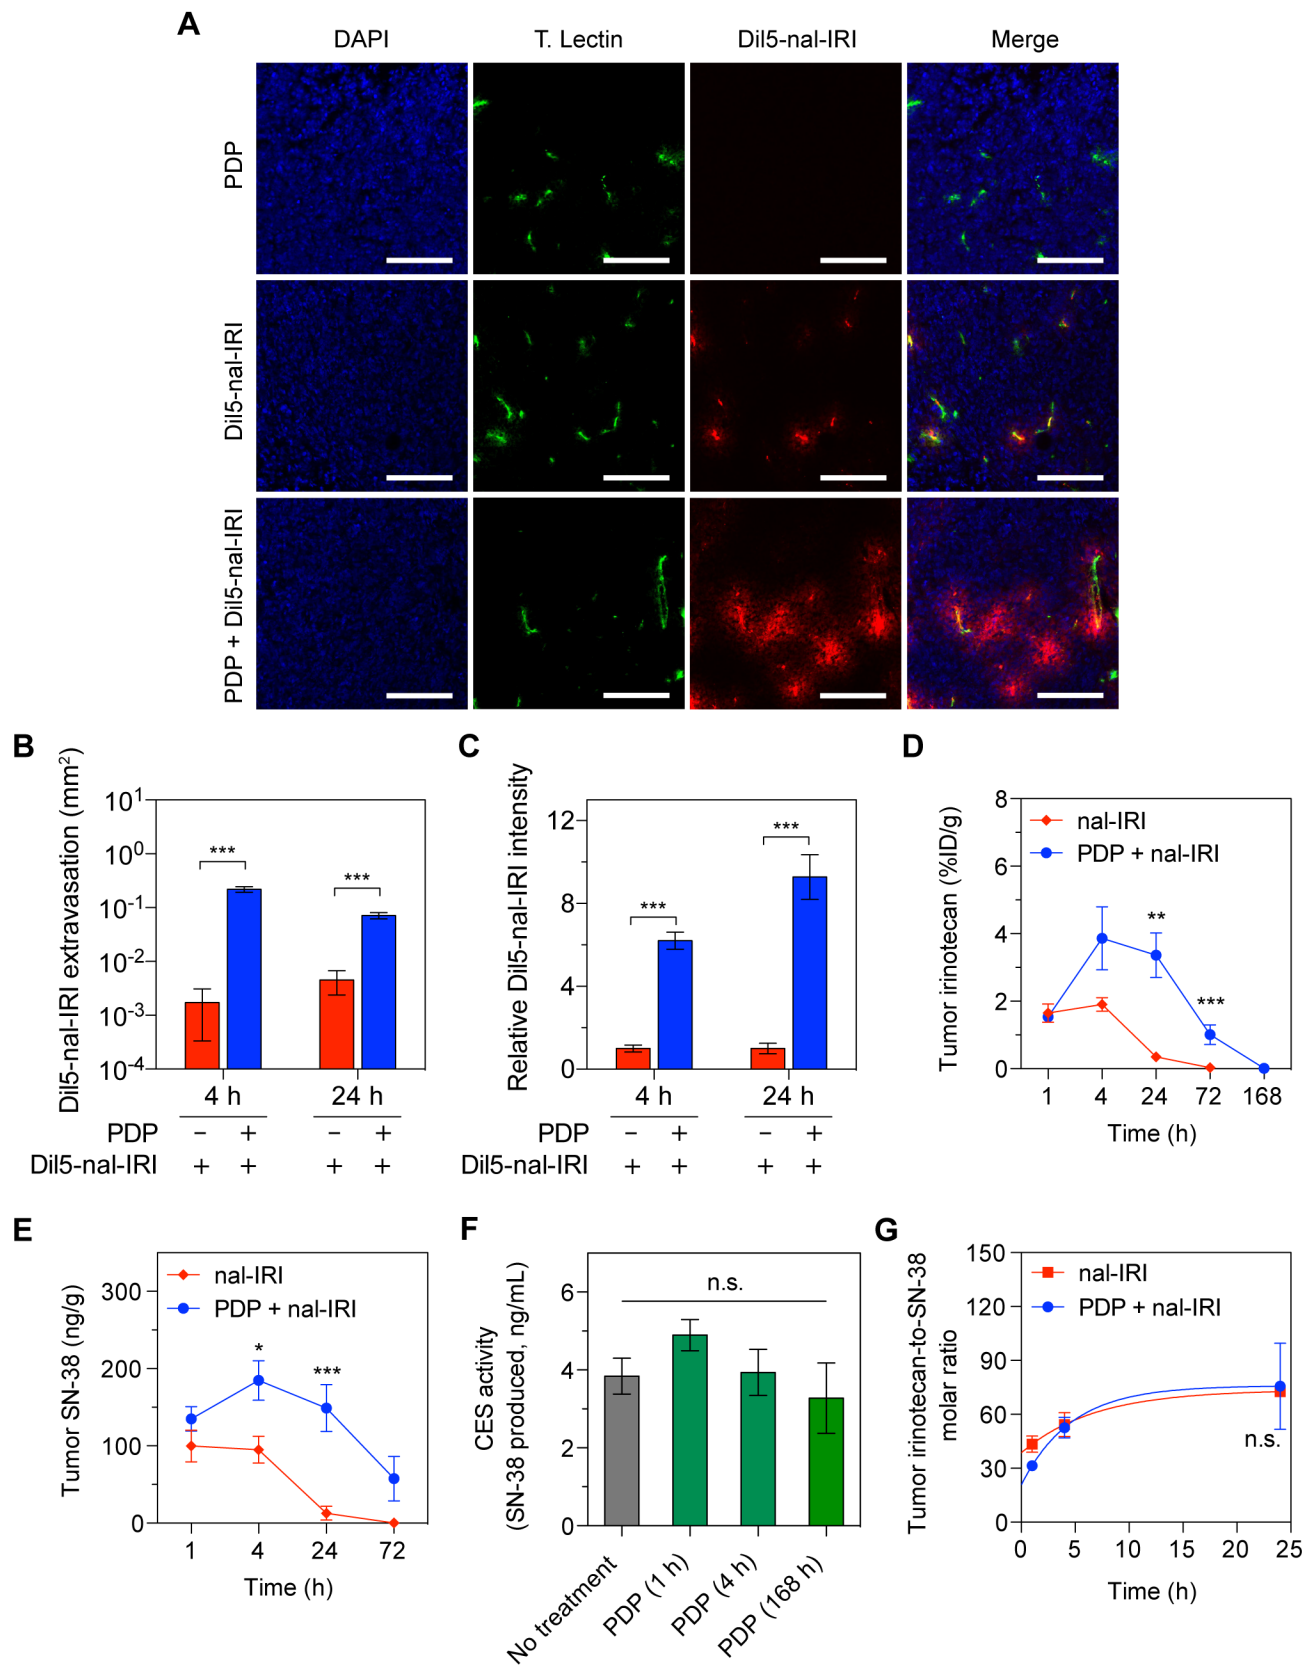 A
DAPI T. Lectin Dil5-nal-IRI Merge
PDP
Dil5-nal-IRI
PDP + Dil5-nal-IRI
B
Dil5-nal-IRI extravasation (mm²)
10¹
10⁰
10⁻¹
10⁻²
10⁻³
10⁻⁴
*** ***
4 h 24 h
PDP − + − +
Dil5-nal-IRI + + + +
C
Relative Dil5-nal-IRI intensity
12
8
4
0
*** ***
4 h 24 h
PDP − + − +
Dil5-nal-IRI + + + +
D
Tumor irinotecan (%ID/g)
8
6
4
2
0
nal-IRI
PDP + nal-IRI
** ***
1 4 24 72 168
Time (h)
E
Tumor SN-38 (ng/g)
300
200
100
0
nal-IRI
PDP + nal-IRI
* ***
1 4 24 72
Time (h)
F
CES activity
(SN-38 produced, ng/mL)
6
4
2
0
n.s.
No treatment
PDP (1 h)
PDP (4 h)
PDP (168 h)
G
Tumor irinotecan-to-SN-38
molar ratio
150
120
90
60
30
0
nal-IRI
PDP + nal-IRI
n.s.
0 5 10 15 20 25
Time (h)